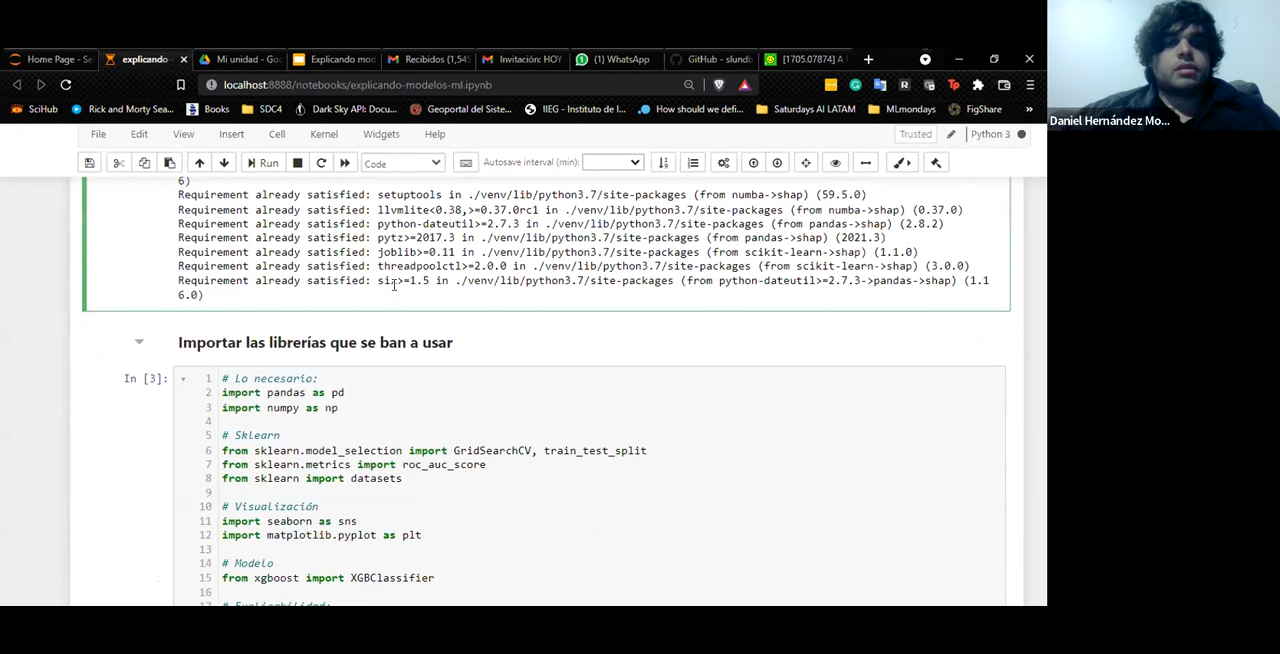 Home Page - Se
explicando-
Mi unidad - Goo
Explicando mod
Recibidos (1,545
Invitación: HOY
(1) WhatsApp
GitHub - slundb
[1705.07874] A
localhost:8888/notebooks/explicando-modelos-ml.ipynb
SciHub
Rick and Morty Sea...
Books
SDC4
Dark Sky API: Docu...
Geoportal del Siste...
IIEG - Instituto de I...
How should we defi...
Saturdays AI LATAM
MLmondays
FigShare
»
Daniel Hernández Mo...
File Edit View Insert Cell Kernel Widgets Help
Trusted
Python 3
Run
Code
Autosave interval (min):
6)
Requirement already satisfied: setuptools in ./venv/lib/python3.7/site-packages (from numba->shap) (59.5.0)
Requirement already satisfied: llvmlite<0.38,>=0.37.0rc1 in ./venv/lib/python3.7/site-packages (from numba->shap) (0.37.0)
Requirement already satisfied: python-dateutil>=2.7.3 in ./venv/lib/python3.7/site-packages (from pandas->shap) (2.8.2)
Requirement already satisfied: pytz>=2017.3 in ./venv/lib/python3.7/site-packages (from pandas->shap) (2021.3)
Requirement already satisfied: joblib>=0.11 in ./venv/lib/python3.7/site-packages (from scikit-learn->shap) (1.1.0)
Requirement already satisfied: threadpoolctl>=2.0.0 in ./venv/lib/python3.7/site-packages (from scikit-learn->shap) (3.0.0)
Requirement already satisfied: six>=1.5 in ./venv/lib/python3.7/site-packages (from python-dateutil>=2.7.3->pandas->shap) (1.1
6.0)
Importar las librerías que se ban a usar
In [3]:
1 # Lo necesario:
2 import pandas as pd
3 import numpy as np
4
5 # Sklearn
6 from sklearn.model_selection import GridSearchCV, train_test_split
7 from sklearn.metrics import roc_auc_score
8 from sklearn import datasets
9
10 # Visualización
11 import seaborn as sns
12 import matplotlib.pyplot as plt
13
14 # Modelo
15 from xgboost import XGBClassifier
16
17 # Explicabilidad: